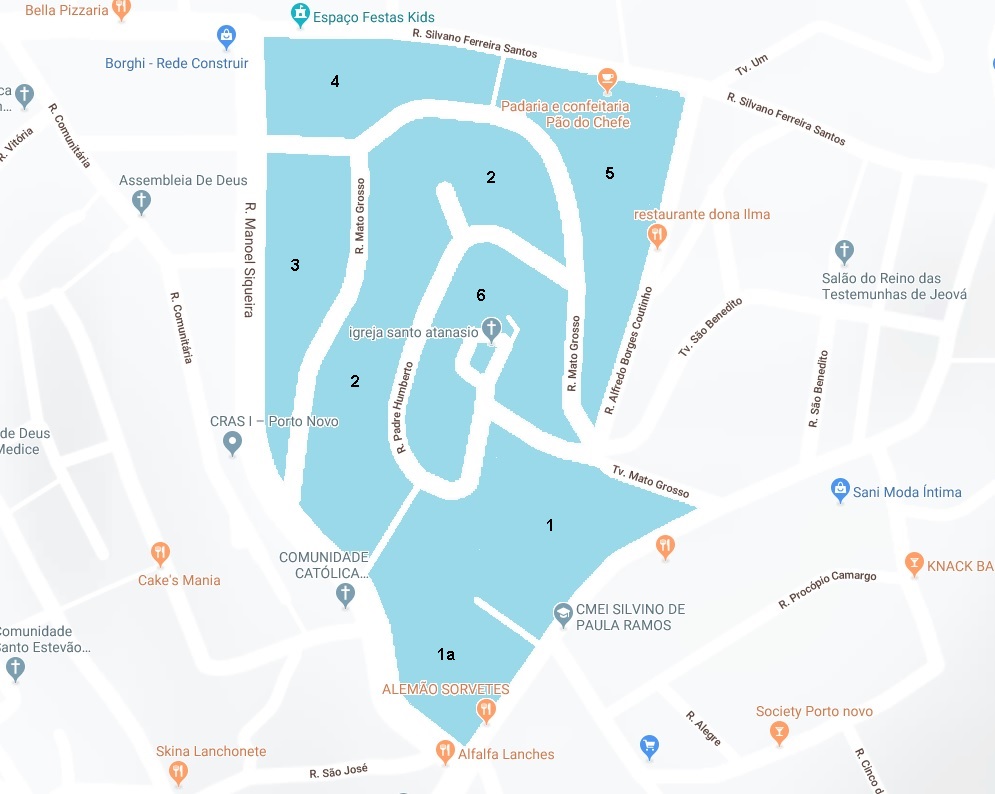 Bella Pizzaria
Espaço Festas Kids
R. Silvano Ferreira Santos
Borghi - Rede Construir
Tv. Um
4
ca
n...
Padaria e confeitaria
Pão do Chefe
R. Silvano Ferreira Santos
R. Comunitária
R. Vitória
Assembleia De Deus
2
5
R. Mato Grosso
R. Manoel Siqueira
restaurante dona Ilma
3
Salão do Reino das
Testemunhas de Jeová
6
igreja santo atanasio
R. Comunitária
Tv. São Benedito
R. Alfredo Borges Coutinho
R. Mato Grosso
2
R. Padre Humberto
R. São Benedito
CRAS I – Porto Novo
de Deus
Medice
Tv. Mato Grosso
Sani Moda Íntima
1
COMUNIDADE
CATÓLICA...
Cake's Mania
KNACK BA
R. Procópio Camargo
CMEI SILVINO DE
PAULA RAMOS
Comunidade
Santo Estevão...
1a
ALEMÃO SORVETES
Society Porto novo
R. Alegre
Skina Lanchonete
Alfalfa Lanches
R. São José
R. Cinco d